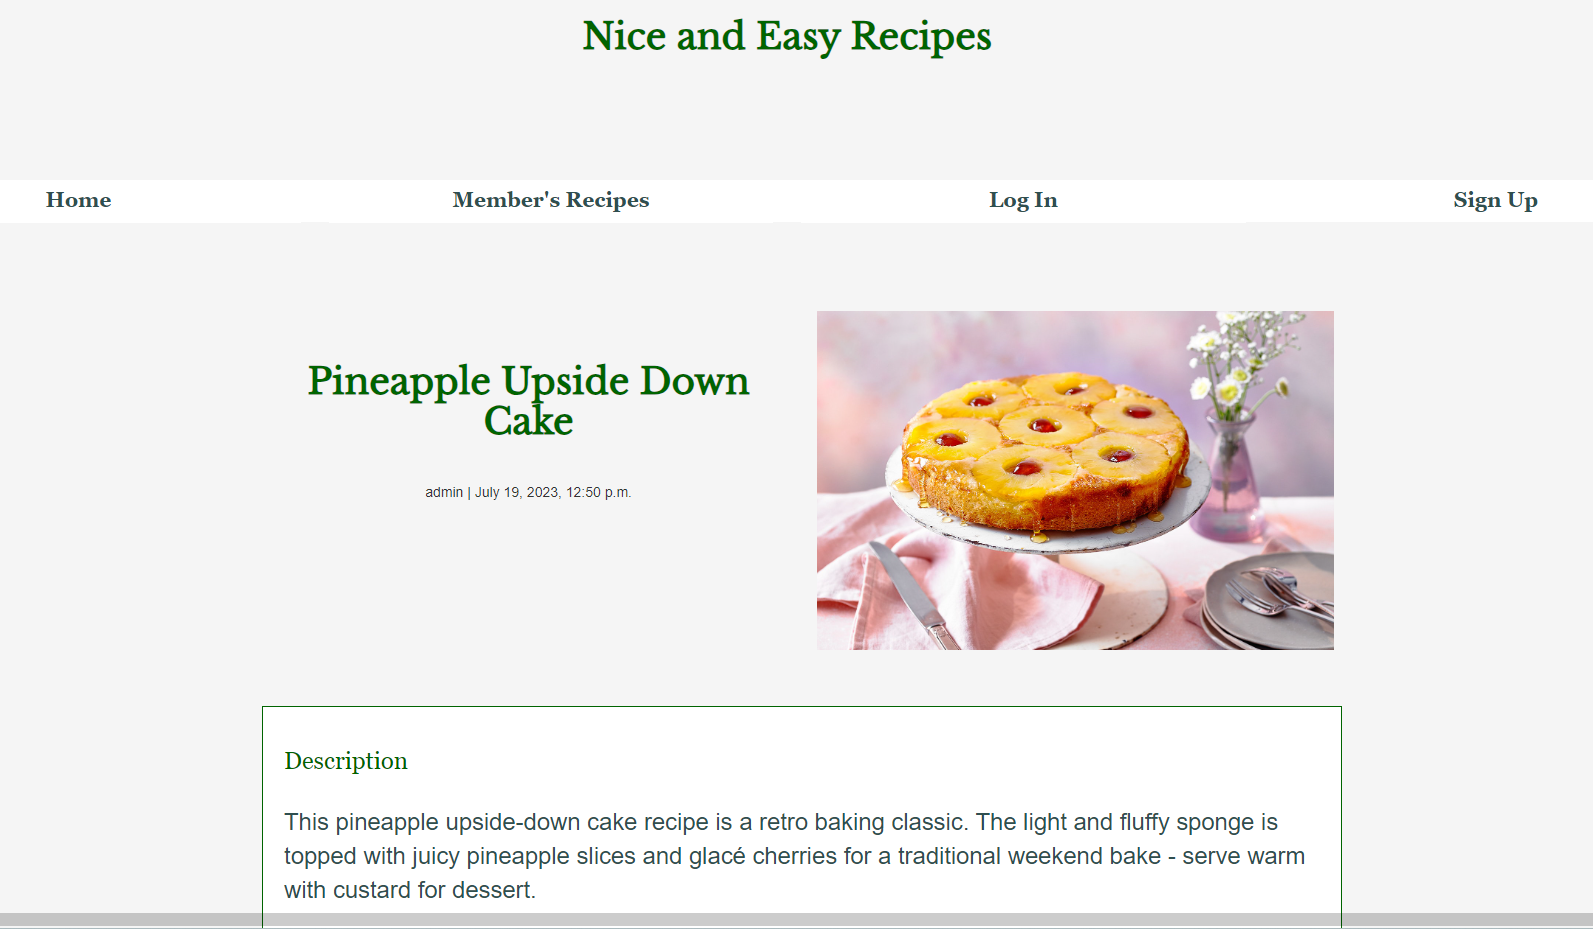 Nice and Easy Recipes
Home Member's Recipes Log In Sign Up
Pineapple Upside Down
Cake
admin | July 19, 2023, 12:50 p.m.
Description
This pineapple upside-down cake recipe is a retro baking classic. The light and fluffy sponge is
topped with juicy pineapple slices and glacé cherries for a traditional weekend bake - serve warm
with custard for dessert.